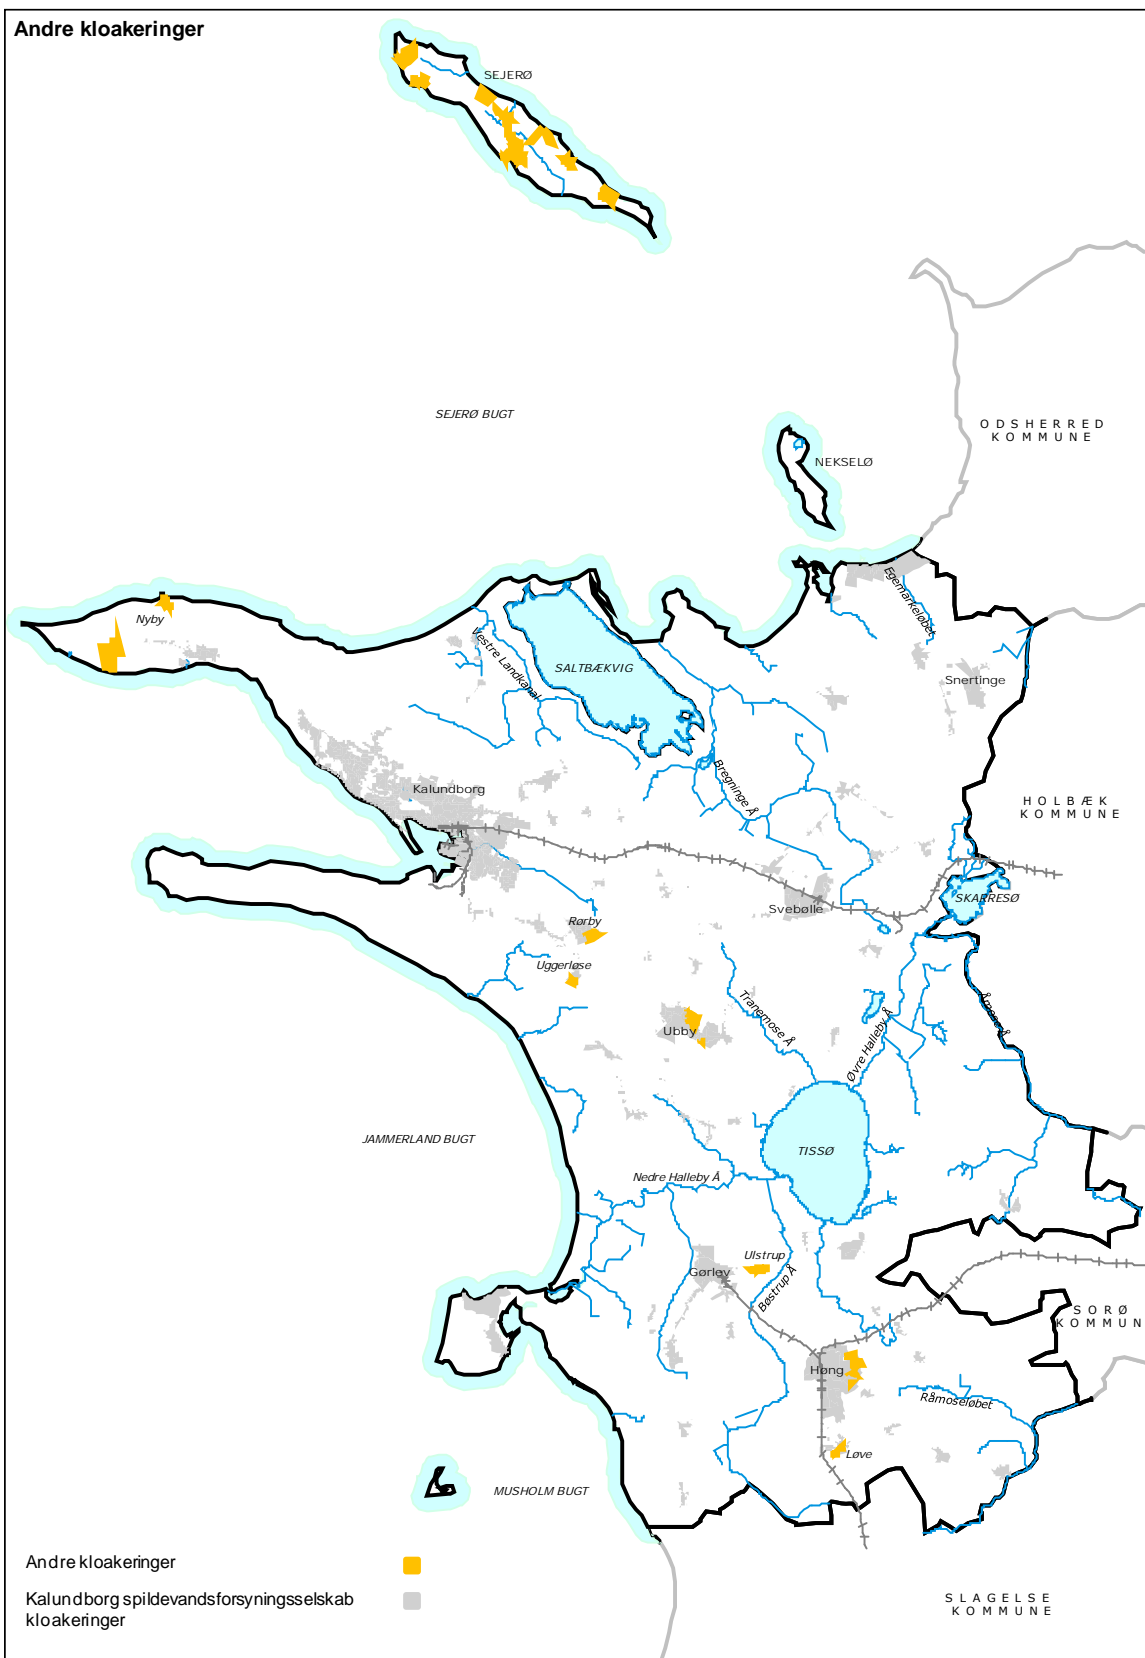 Andre kloakeringer
SEJERØ
SEJERØ BUGT
ODSHERRED
KOMMUNE
NEKSELØ
Egemarkeløbet
Nyby
Vestre Landkanal
SALTBÆKVIG
Snertinge
Bregninge Å
Kalundborg
HOLBÆK
KOMMUNE
SKARRESØ
Svebølle
Rørby
Uggerløse
Tranemose Å
Åmose Å
Øvre Halleby Å
Ubby
JAMMERLAND BUGT
TISSØ
Nedre Halleby Å
Ulstrup
Gørlev
Bøstrup Å
SORØ
KOMMUN
Høng
Råmoseløbet
Løve
MUSHOLM BUGT
Andre kloakeringer
Kalundborg spildevandsforsyningsselskab
kloakeringer
SLAGELSE
KOMMUNE